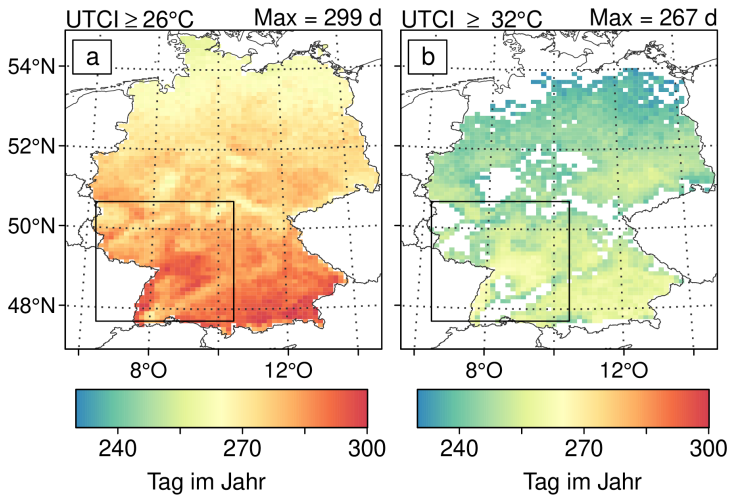 UTCI ≥ 26°C Max = 299 d
UTCI ≥ 32°C Max = 267 d
a
b
54°N
52°N
50°N
48°N
8°O 12°O
8°O 12°O
240 270 300
240 270 300
Tag im Jahr
Tag im Jahr